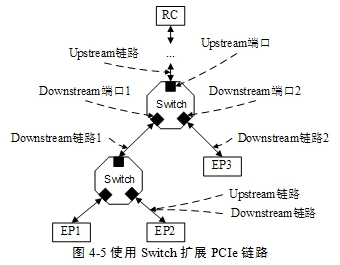 RC
Upstream链路
Upstream端口
...
Downstream端口1
Downstream端口2
Switch
Downstream链路1
Downstream链路2
Switch
EP3
Upstream链路
Downstream链路
EP1
EP2
图 4-5 使用 Switch 扩展 PCIe 链路